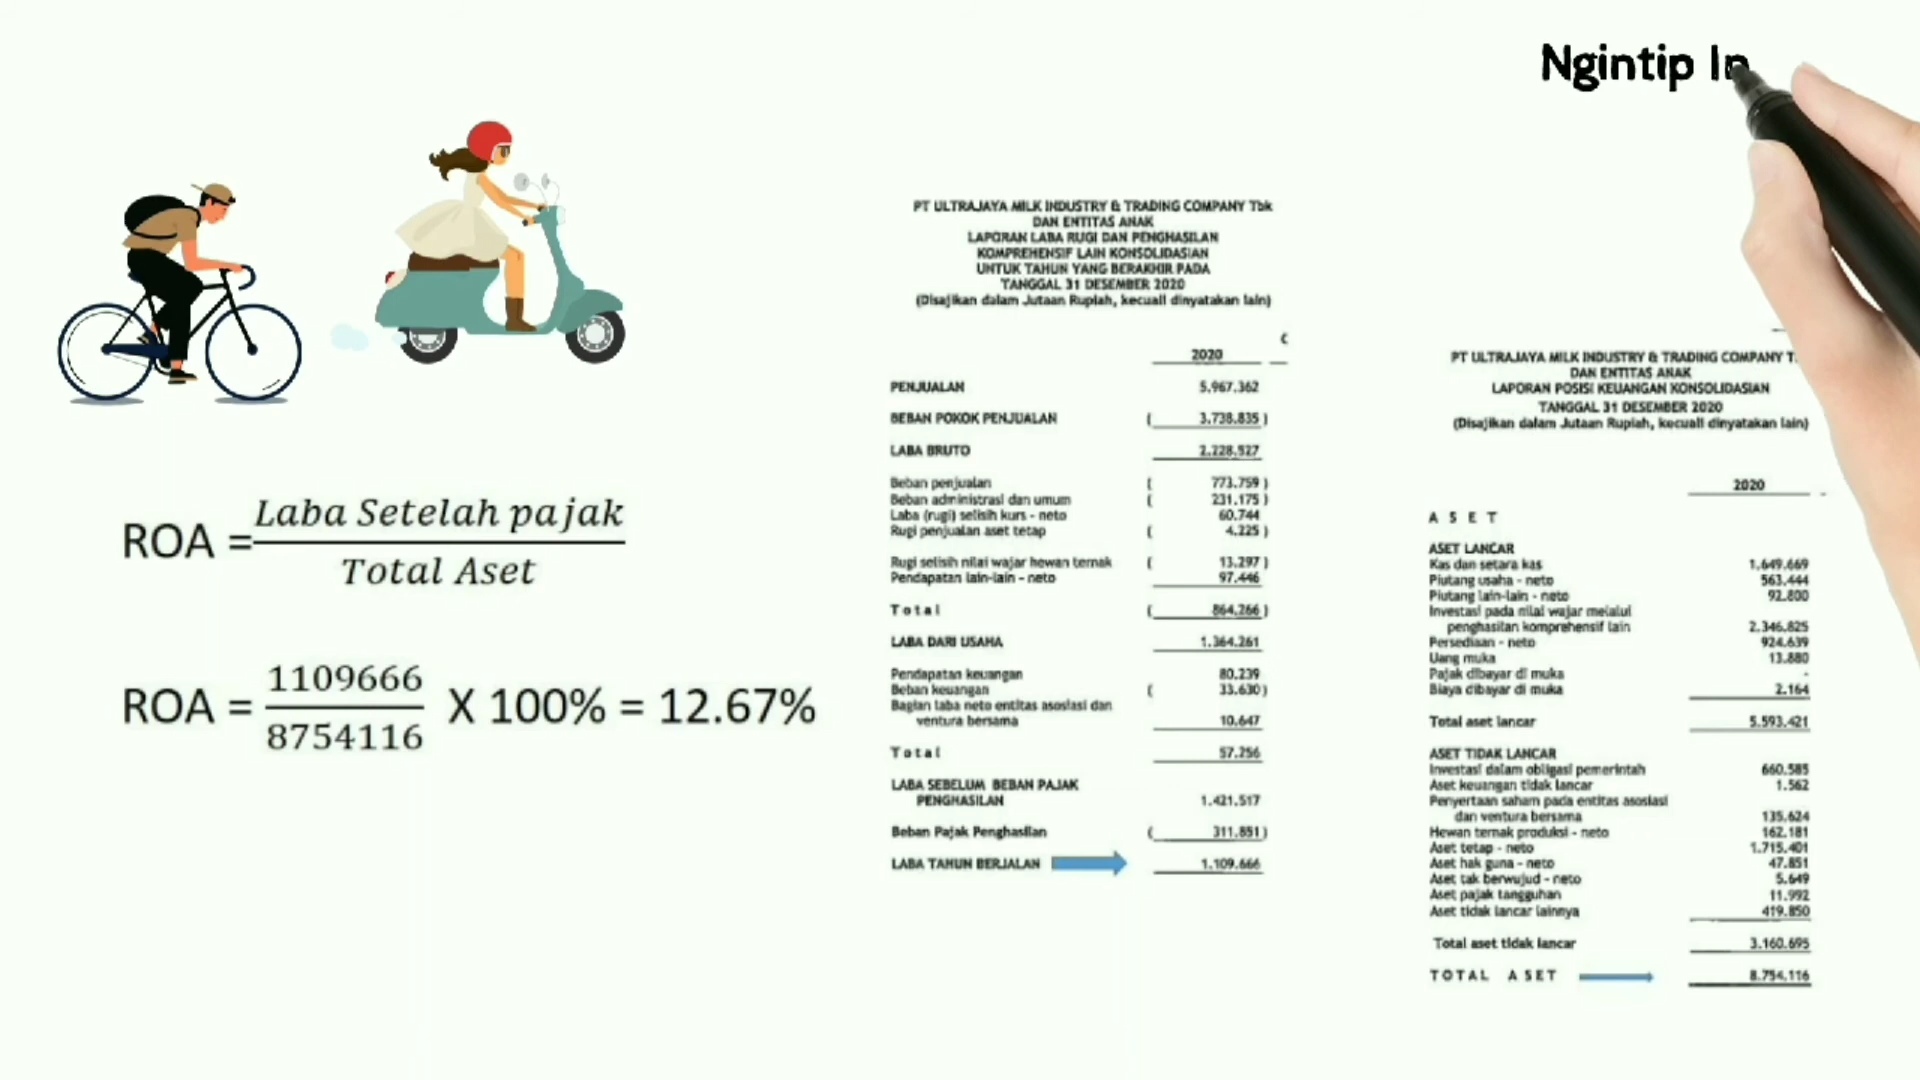 Ngintip In
ROA = Laba Setelah pajak
Total Aset
ROA = 1109666
8754116
X 100% = 12.67%
PT ULTRAJAYA MILK INDUSTRY & TRADING COMPANY Tbk
DAN ENTITAS ANAK
LAPORAN LABA RUGI DAN PENGHASILAN
KOMPREHENSIF LAIN KONSOLIDASIAN
UNTUK TAHUN YANG BERAKHIR PADA
TANGGAL 31 DESEMBER 2020
(Disajikan dalam Jutaan Rupiah, kecuali dinyatakan lain)
2020
PENJUALAN 5.967.362
BEBAN POKOK PENJUALAN ( 3.738.835 )
LABA BRUTO 2.228.527
Beban penjualan ( 773.759 )
Beban administrasi dan umum ( 231.175 )
Laba (rugi) selisih kurs - neto 60.744
Rugi penjualan aset tetap ( 4.225 )
Rugi selisih nilai wajar hewan ternak ( 13.297 )
Pendapatan lain-lain - neto 97.446
Total ( 864.266 )
LABA DARI USAHA 1.364.261
Pendapatan keuangan 80.239
Beban keuangan ( 33.630)
Bagian laba neto entitas asosiasi dan
ventura bersama 10.647
Total 57.256
LABA SEBELUM BEBAN PAJAK
PENGHASILAN 1.421.517
Beban Pajak Penghasilan ( 311.851)
LABA TAHUN BERJALAN 1.109.666
PT ULTRAJAYA MILK INDUSTRY & TRADING COMPANY T
DAN ENTITAS ANAK
LAPORAN POSISI KEUANGAN KONSOLIDASIAN
TANGGAL 31 DESEMBER 2020
(Disajikan dalam Jutaan Rupiah, kecuali dinyatakan lain)
2020
A S E T
ASET LANCAR
Kas dan setara kas 1.649.669
Piutang usaha - neto 563.444
Piutang lain-lain - neto 92.800
Investasi pada nilai wajar melalui
penghasilan komprehensif lain 2.346.825
Persediaan - neto 924.639
Uang muka 13.880
Pajak dibayar di muka -
Biaya dibayar di muka 2.164
Total aset lancar 5.593.421
ASET TIDAK LANCAR
Investasi dalam obligasi pemerintah 660.585
Aset keuangan tidak lancar 1.562
Penyertaan saham pada entitas asosiasi
dan ventura bersama 135.624
Hewan ternak produksi - neto 162.181
Aset tetap - neto 1.715.401
Aset hak guna - neto 47.851
Aset tak berwujud - neto 5.649
Aset pajak tangguhan 11.992
Aset tidak lancar lainnya 419.850
Total aset tidak lancar 3.160.695
TOTAL ASET 8.754.116